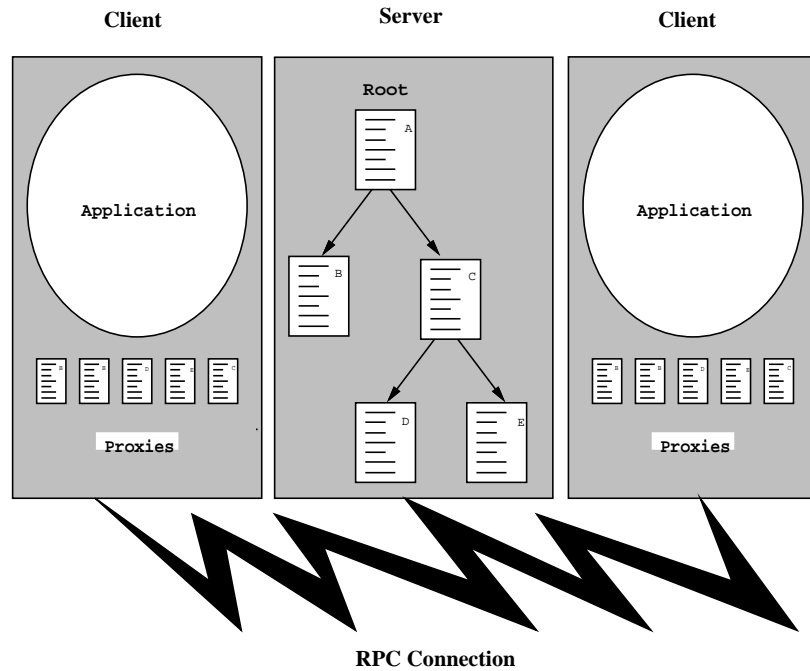 Client
Server
Client
Root
A
Application
Application
B
C
B
B
D
E
C
B
B
D
E
C
D
E
Proxies
Proxies
RPC Connection